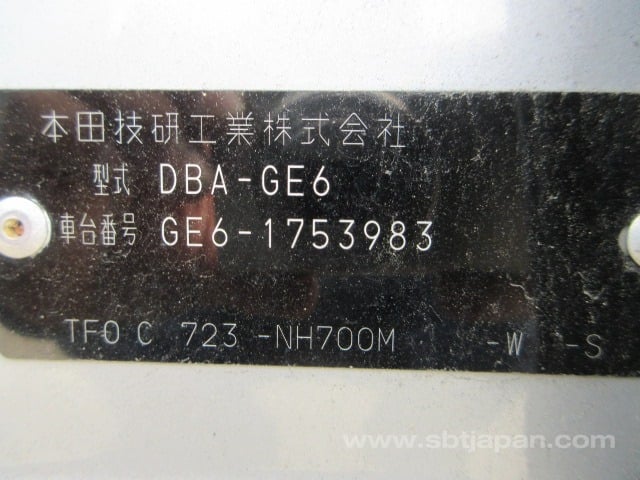 本田技研工業株式会社
型式 DBA-GE6
車台番号 GE6-1753983
TFO C 723 -NH700M -W -S
www.sbtjapan.com